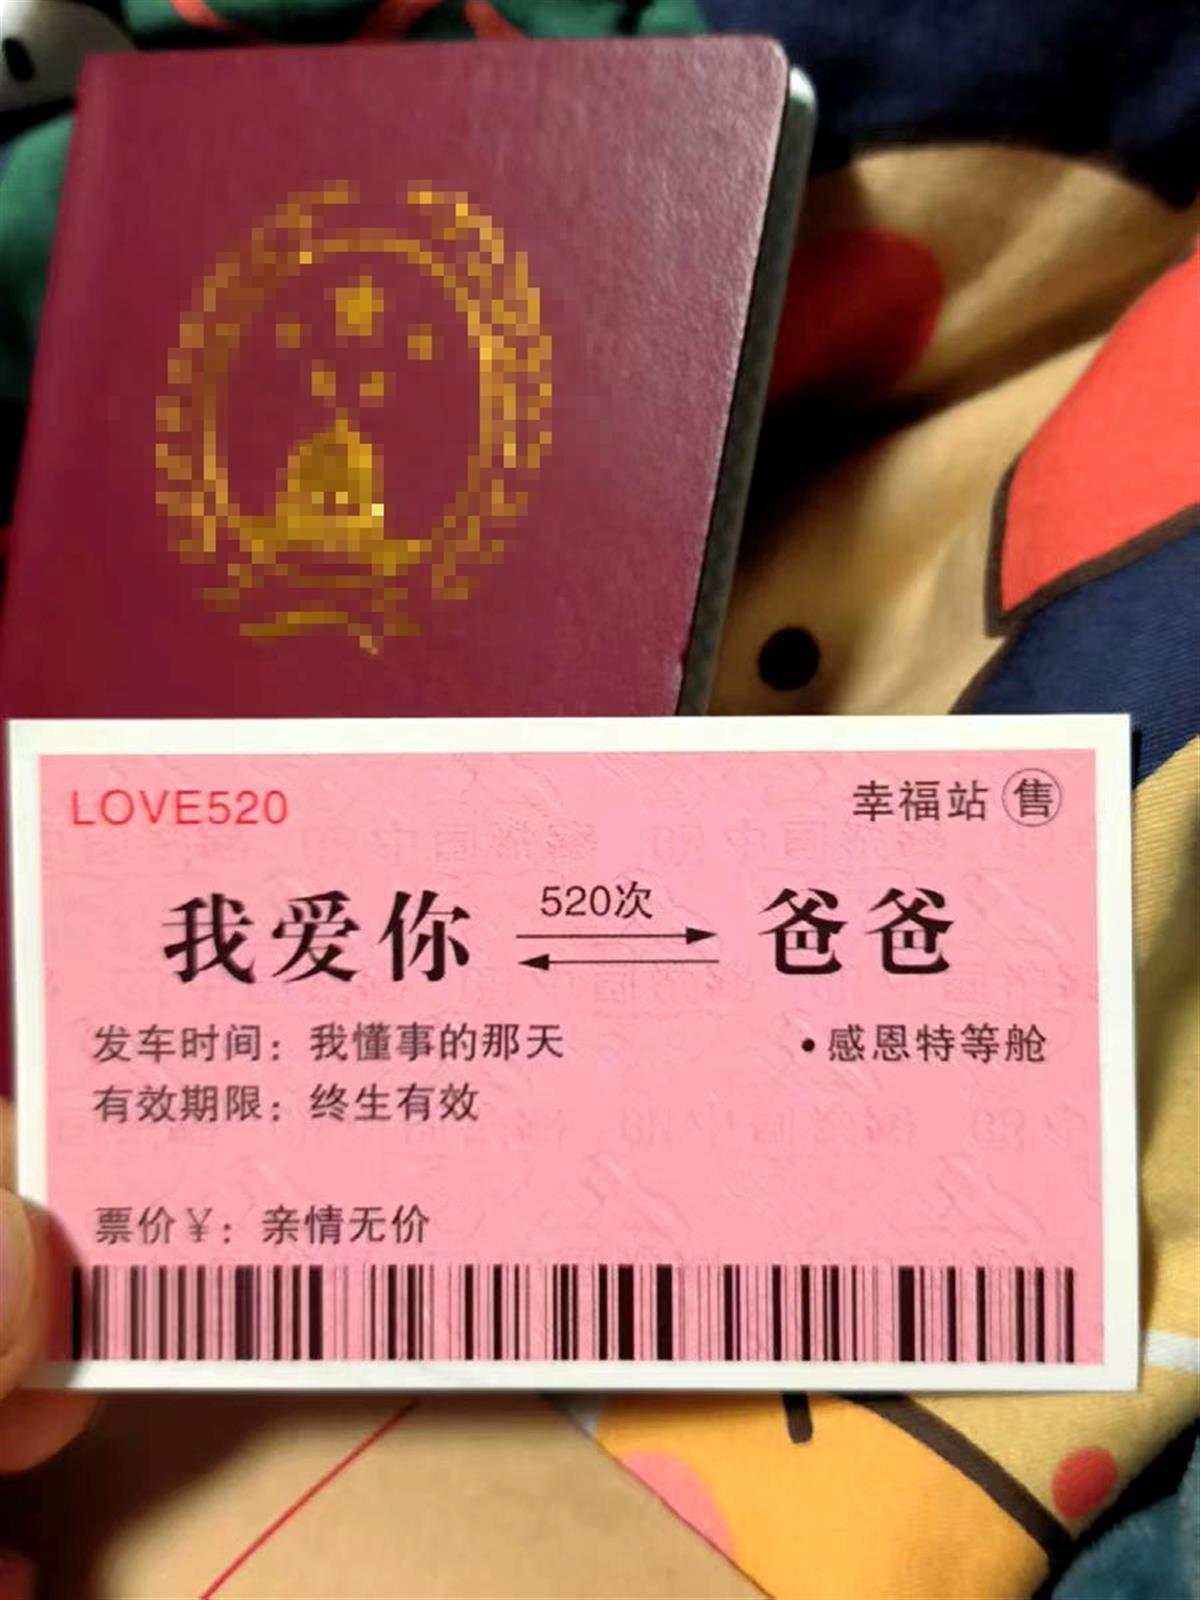 LOVE520 幸福站 售
我爱你 520次 爸爸
发车时间：我懂事的那天 •感恩特等舱
有效期限：终生有效
票价￥：亲情无价